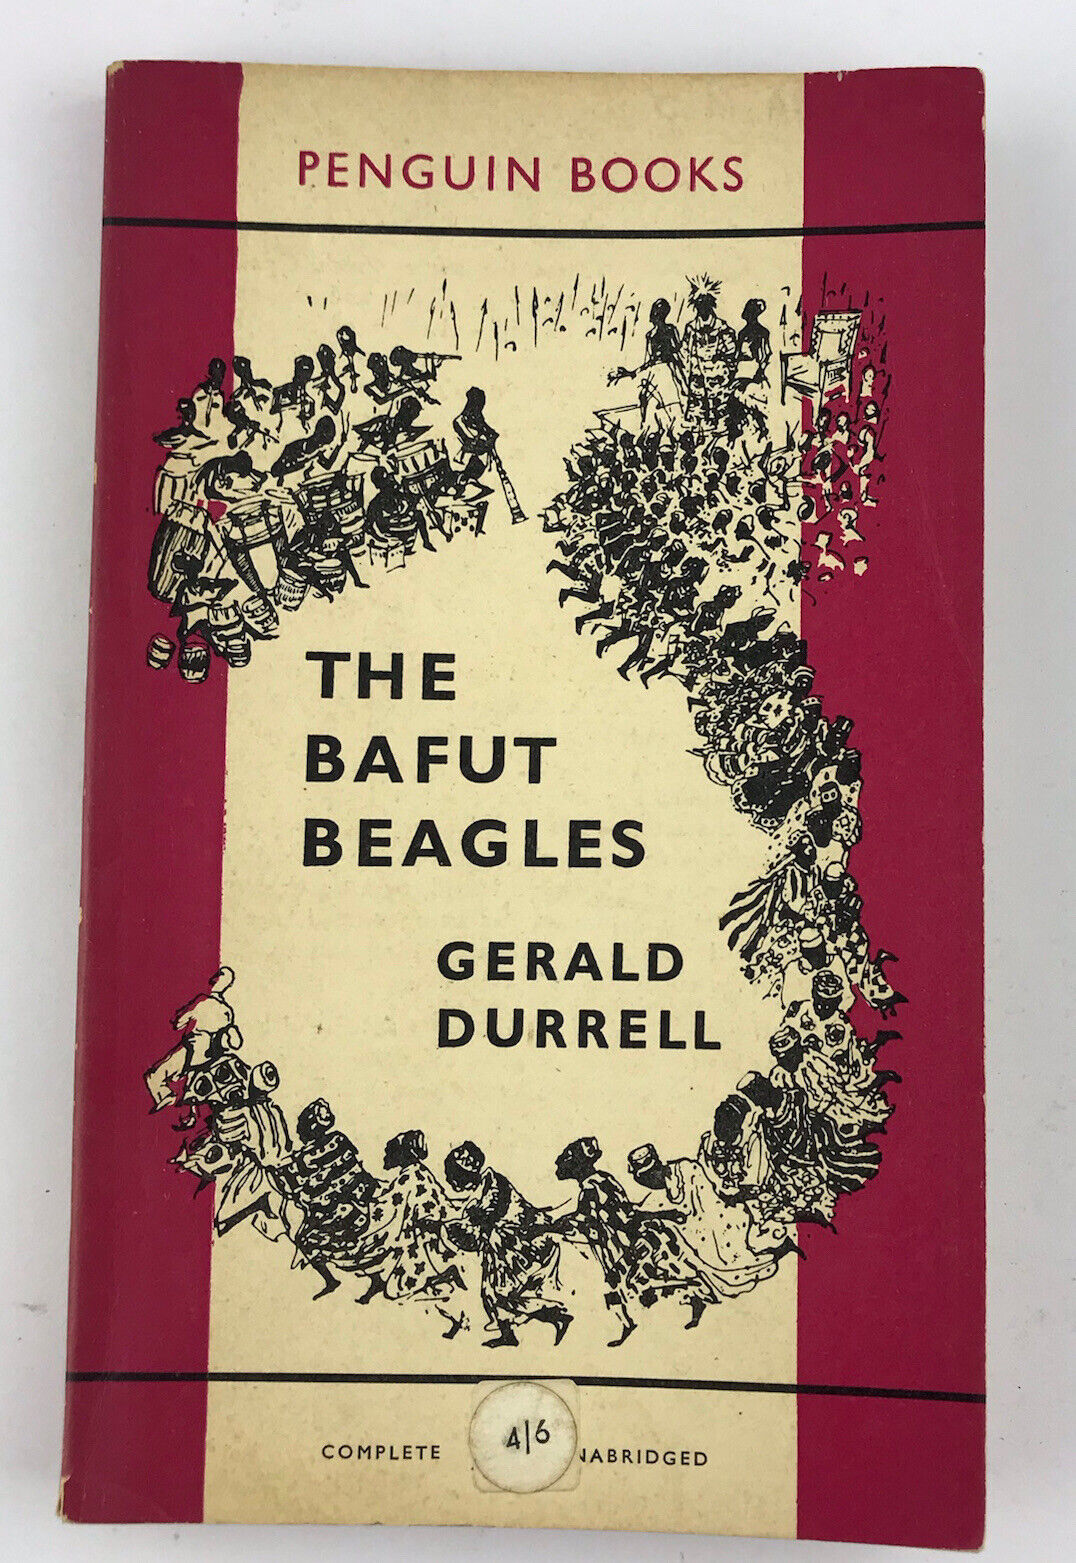 PENGUIN BOOKS
THE
BAFUT
BEAGLES
GERALD
DURRELL
COMPLETE 4/6 NABRIDGED